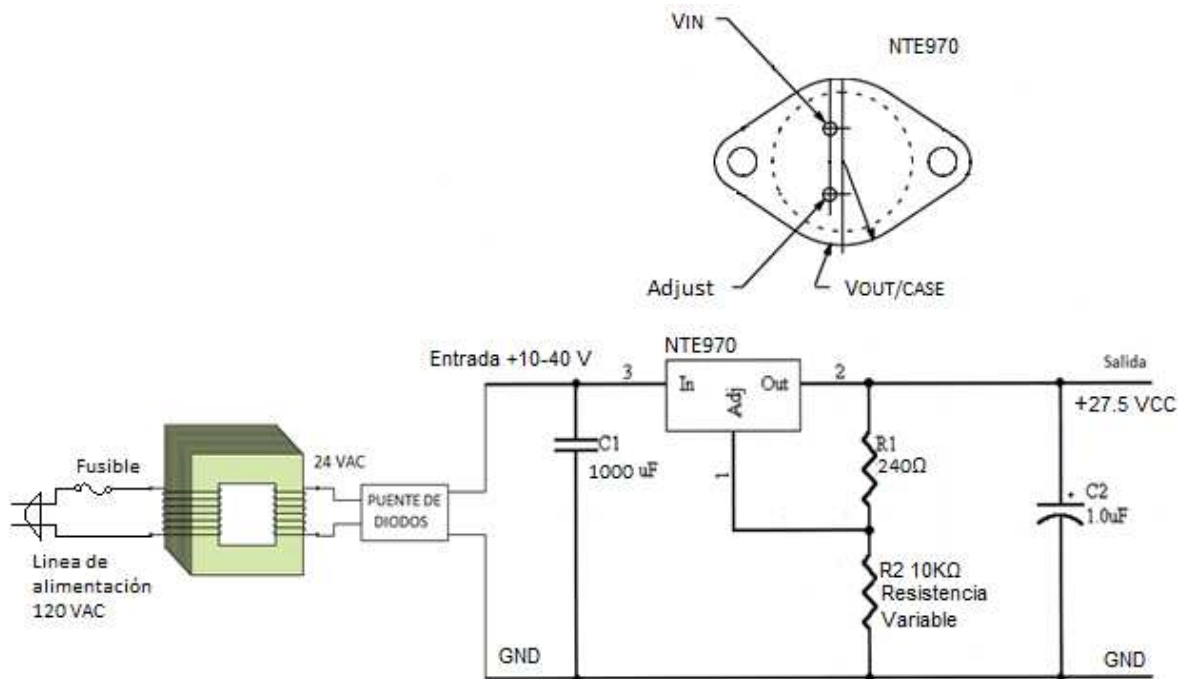 VIN
NTE970
Adjust
VOUT/CASE
NTE970
Entrada +10-40 V
3
In
Out
Adj
2
1
Salida
+27.5 VCC
C1
1000 uF
R1
240Ω
C2
+
1.0uF
24 VAC
Fusible
PUENTE DE
DIODOS
Linea de
alimentación
120 VAC
R2 10KΩ
Resistencia
Variable
GND
GND